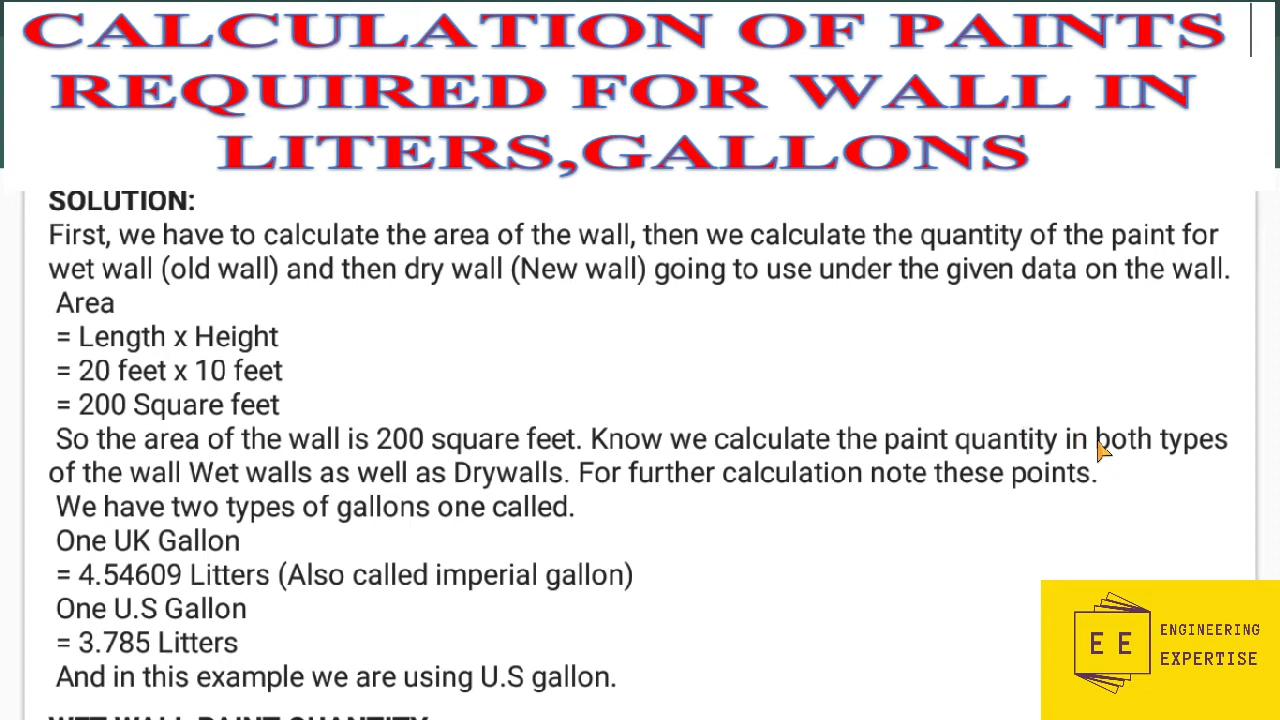 CALCULATION OF PAINTS
REQUIRED FOR WALL IN
LITERS,GALLONS
SOLUTION:
First, we have to calculate the area of the wall, then we calculate the quantity of the paint for
wet wall (old wall) and then dry wall (New wall) going to use under the given data on the wall.
Area
= Length x Height
= 20 feet x 10 feet
= 200 Square feet
So the area of the wall is 200 square feet. Know we calculate the paint quantity in both types
of the wall Wet walls as well as Drywalls. For further calculation note these points.
We have two types of gallons one called.
One UK Gallon
= 4.54609 Litters (Also called imperial gallon)
One U.S Gallon
= 3.785 Litters
And in this example we are using U.S gallon.
WET WALL PAINT QUANTITY
E E
ENGINEERING
EXPERTISE